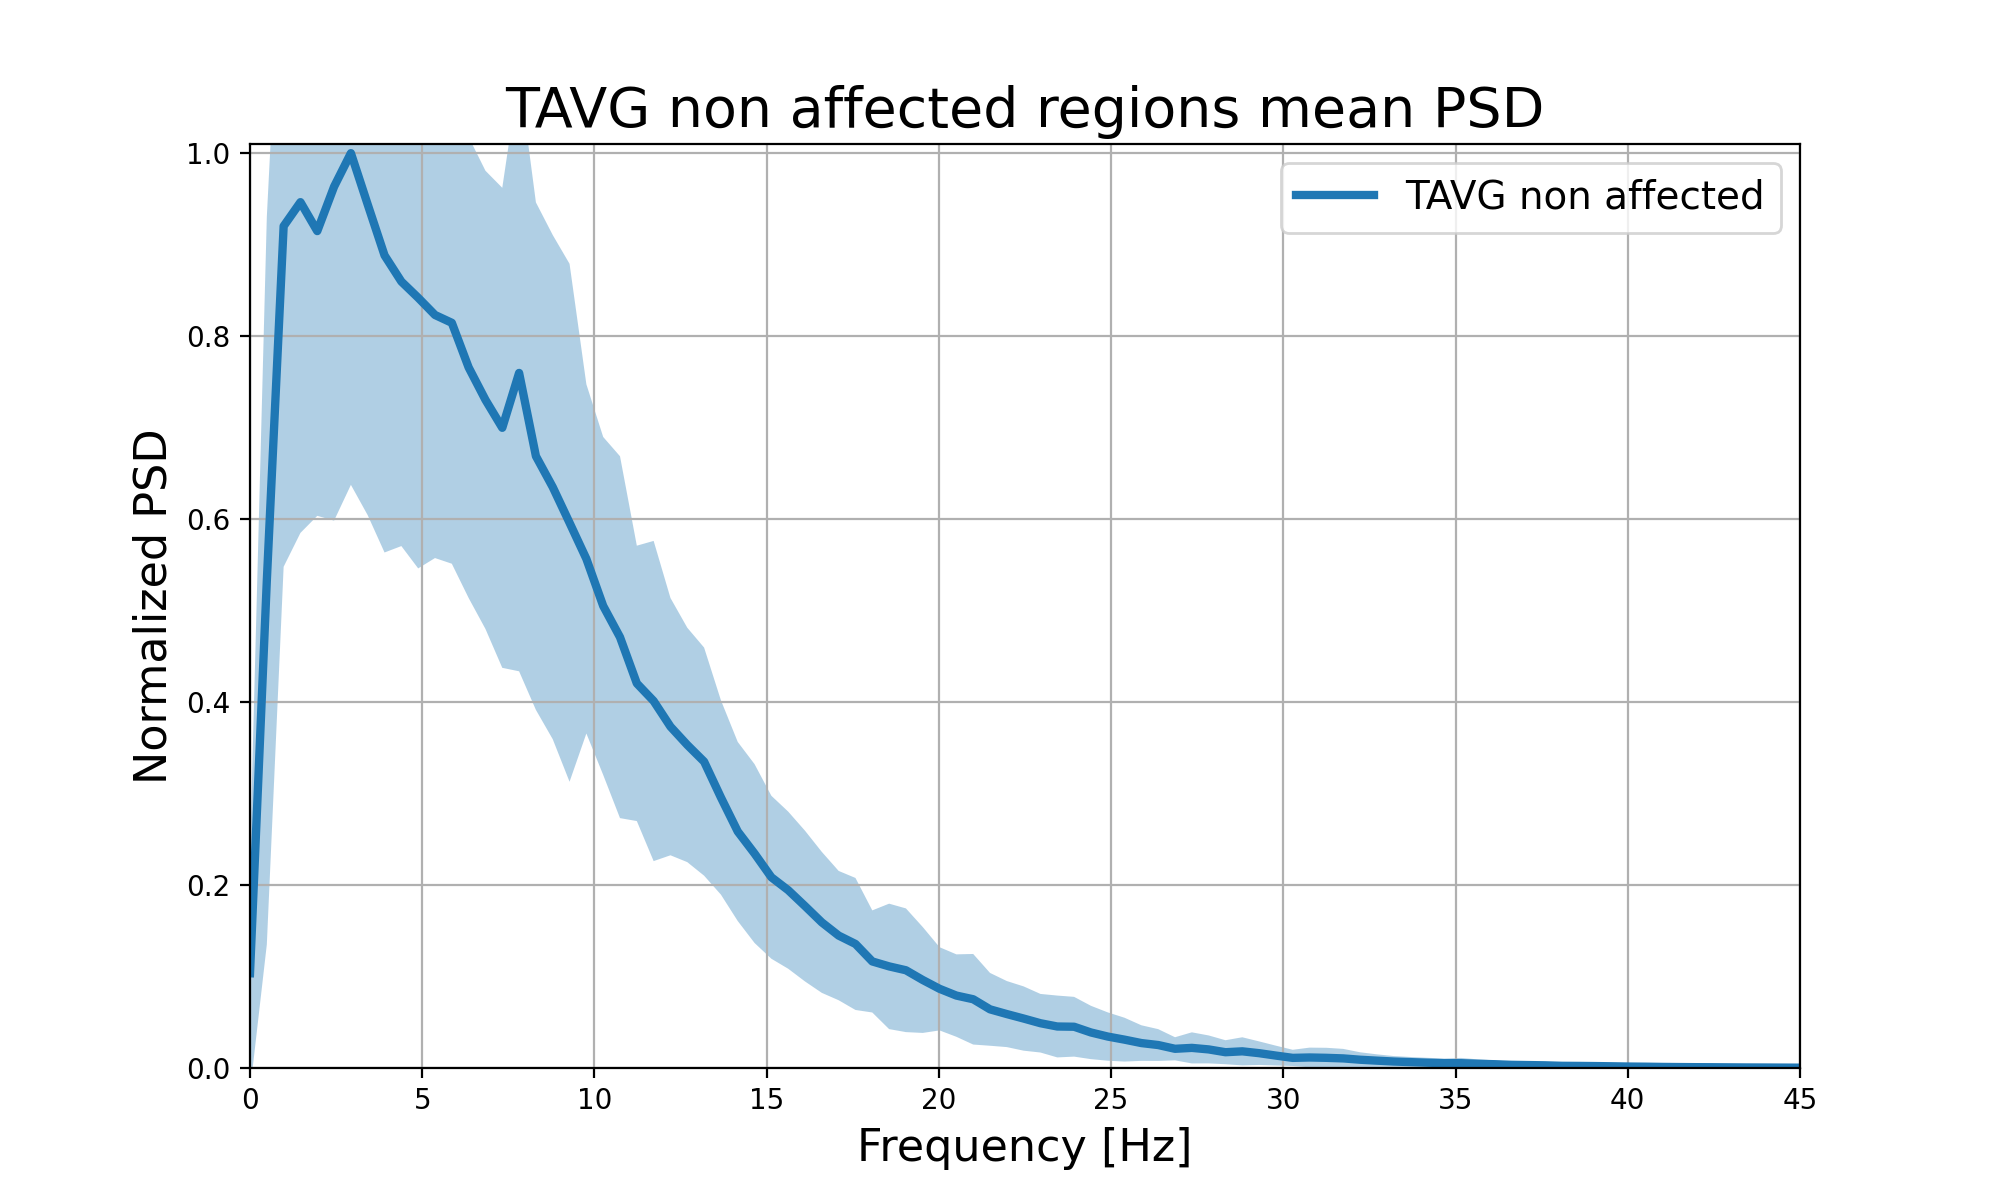 TAVG non affected regions mean PSD
TAVG non affected
Normalized PSD
1.0
0.8
0.6
0.4
0.2
0.0
0 5 10 15 20 25 30 35 40 45
Frequency [Hz]